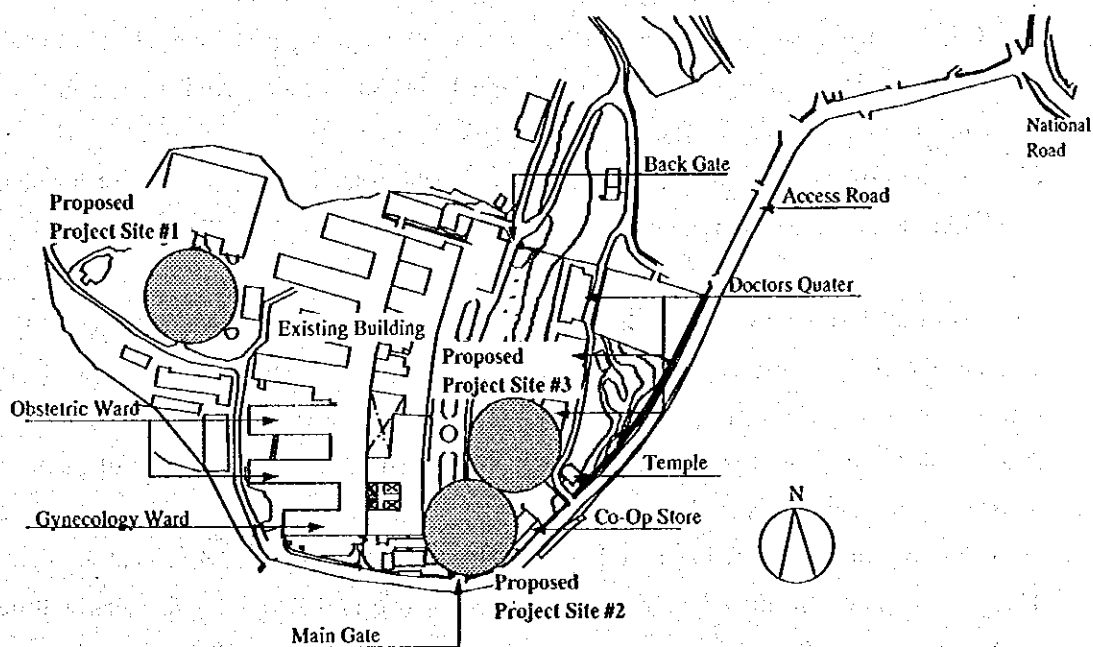 National
Road
Back Gate
Access Road
Proposed
Project Site #1
Doctors Quater
Existing Building
Proposed
Project Site #3
Obstetric Ward
Temple
N
Gynecology Ward
Co-Op Store
Proposed
Project Site #2
Main Gate